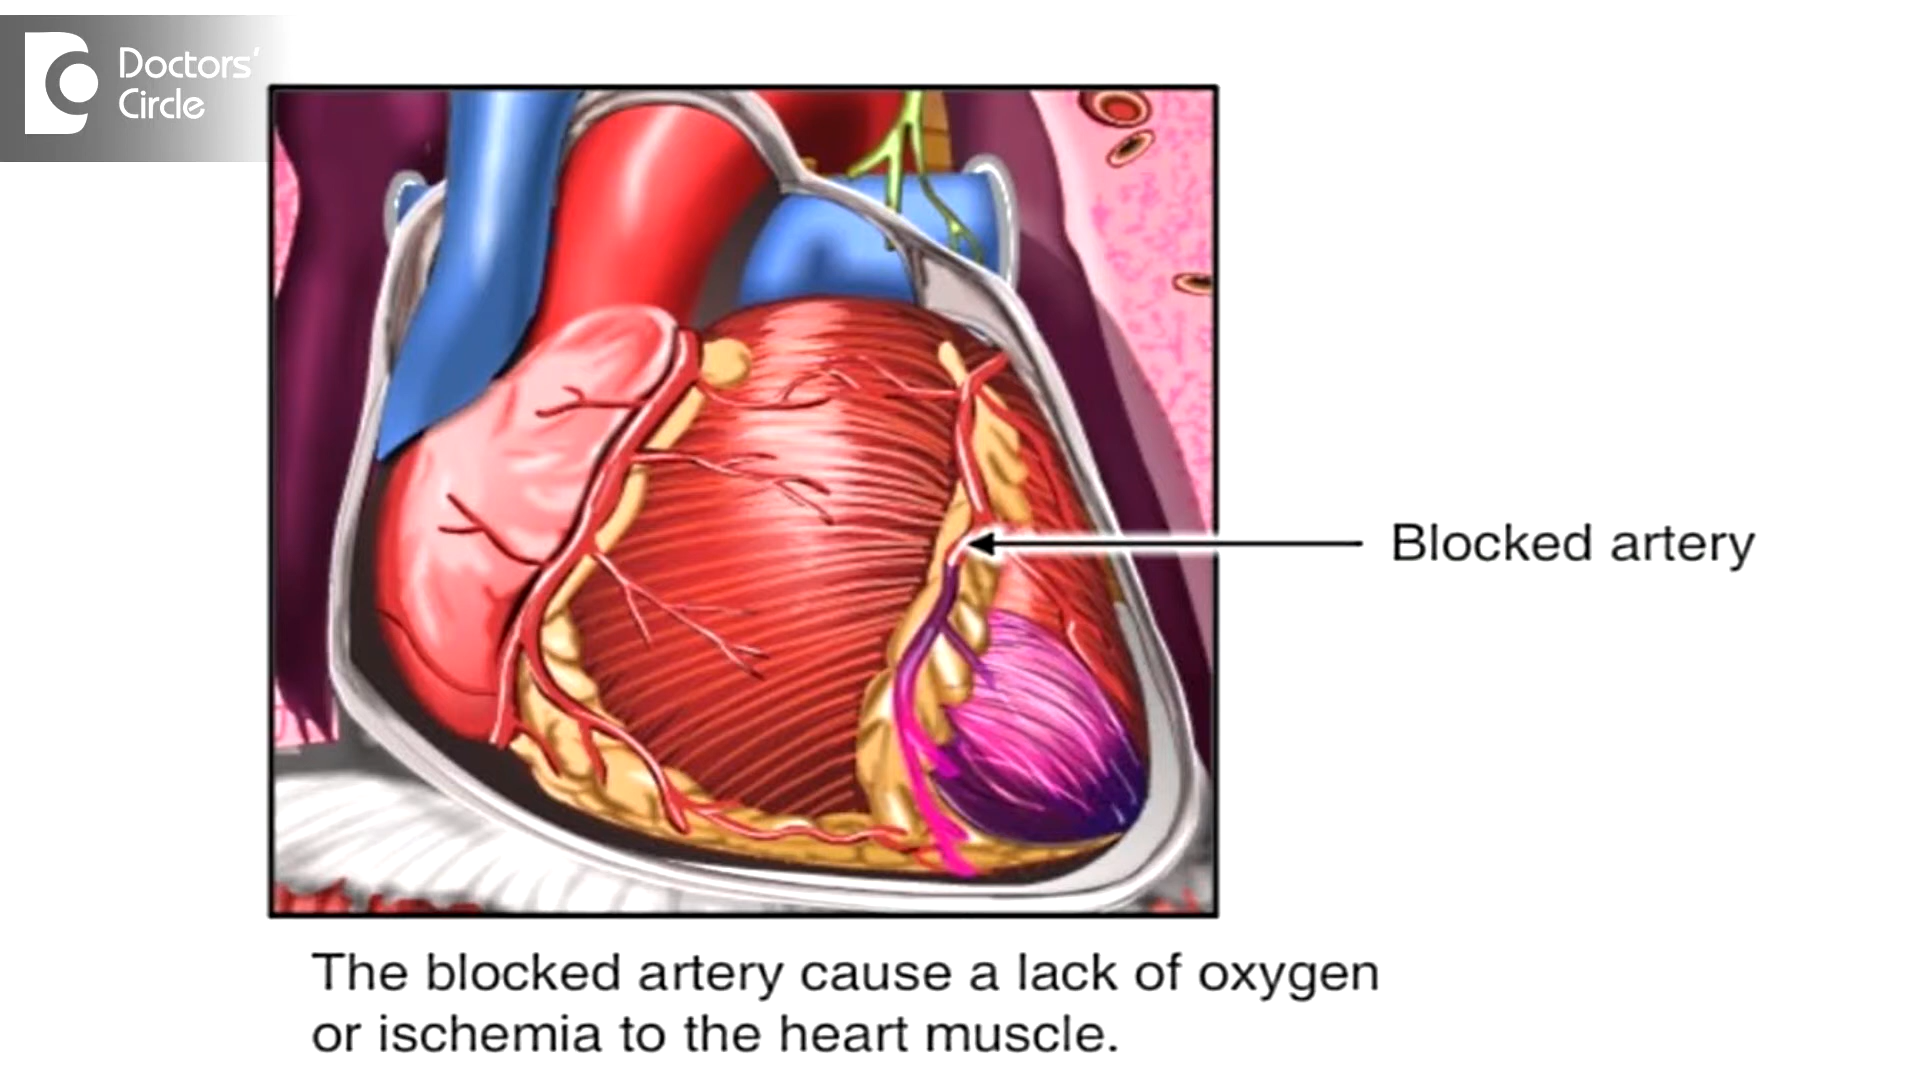 Doctors'
Circle
Blocked artery
The blocked artery cause a lack of oxygen
or ischemia to the heart muscle.